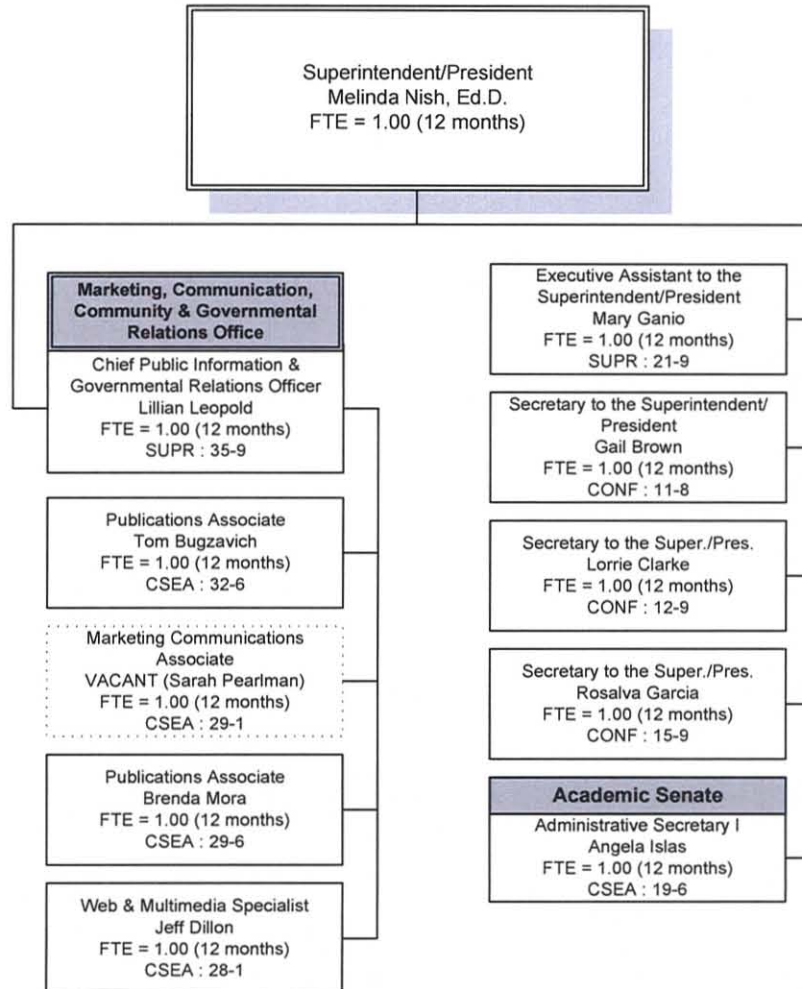 Superintendent/President
Melinda Nish, Ed.D.
FTE = 1.00 (12 months)
Marketing, Communication,
Community & Governmental
Relations Office
Chief Public Information &
Governmental Relations Officer
Lillian Leopold
FTE = 1.00 (12 months)
SUPR : 35-9
Publications Associate
Tom Bugzavich
FTE = 1.00 (12 months)
CSEA : 32-6
Marketing Communications
Associate
VACANT (Sarah Pearlman)
FTE = 1.00 (12 months)
CSEA : 29-1
Publications Associate
Brenda Mora
FTE = 1.00 (12 months)
CSEA : 29-6
Web & Multimedia Specialist
Jeff Dillon
FTE = 1.00 (12 months)
CSEA : 28-1
Executive Assistant to the
Superintendent/President
Mary Ganio
FTE = 1.00 (12 months)
SUPR : 21-9
Secretary to the Superintendent/
President
Gail Brown
FTE = 1.00 (12 months)
CONF : 11-8
Secretary to the Super./Pres.
Lorrie Clarke
FTE = 1.00 (12 months)
CONF : 12-9
Secretary to the Super./Pres.
Rosalva Garcia
FTE = 1.00 (12 months)
CONF : 15-9
Academic Senate
Administrative Secretary I
Angela Islas
FTE = 1.00 (12 months)
CSEA : 19-6